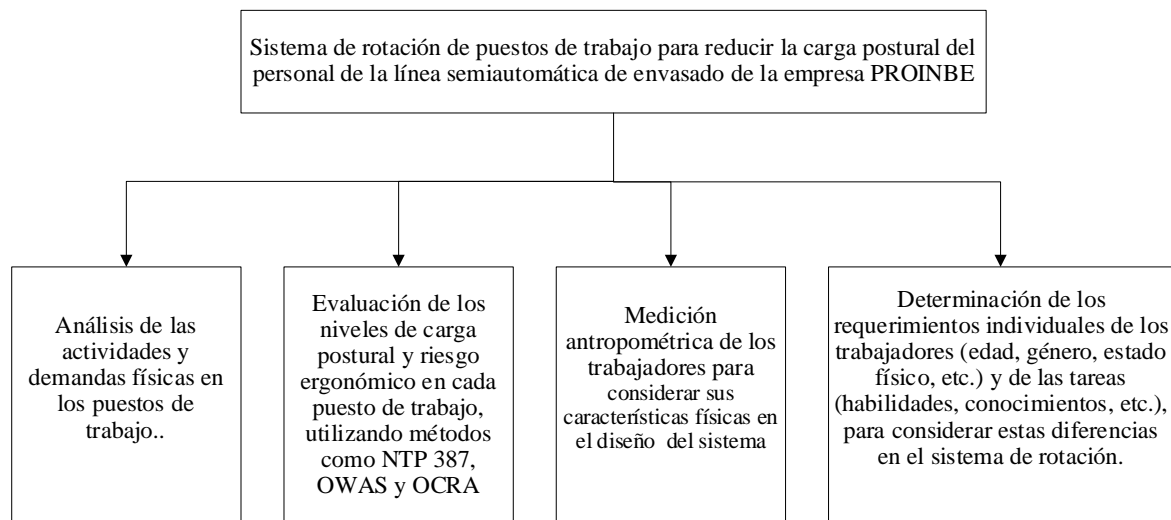 Sistema de rotación de puestos de trabajo para reducir la carga postural del
personal de la línea semiautomática de envasado de la empresa PROINBE
Análisis de las
actividades y
demandas físicas en
los puestos de
trabajo..
Evaluación de los
niveles de carga
postural y riesgo
ergonómico en cada
puesto de trabajo,
utilizando métodos
como NTP 387,
OWAS y OCRA
Medición
antropométrica de los
trabajadores para
considerar sus
características físicas en
el diseño del sistema
Determinación de los
requerimientos individuales de los
trabajadores (edad, género, estado
físico, etc.) y de las tareas
(habilidades, conocimientos, etc.),
para considerar estas diferencias
en el sistema de rotación.